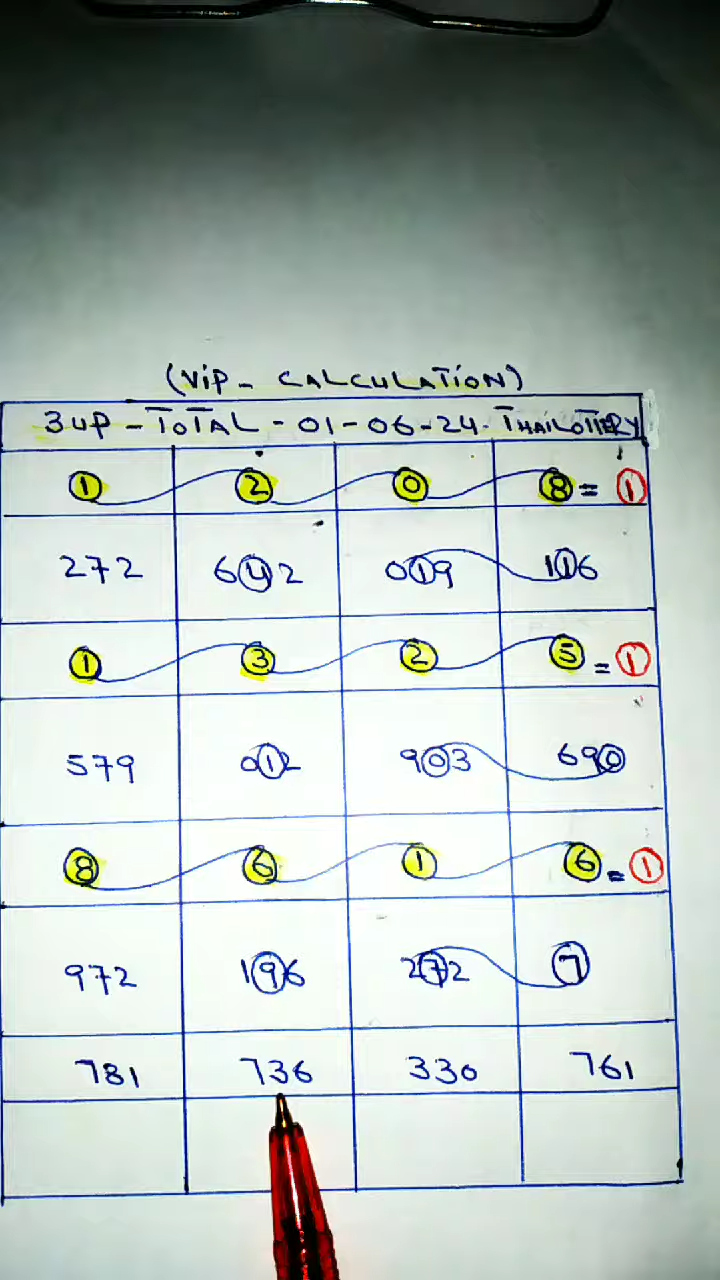 (ViP - CALCULATION)
3UP - TOTAL - 01-06-24. THAILOTTERY
1 2 0 8 = 1
272 642 019 116
1 3 2 5 = 1
579 012 903 690
8 6 1 6 = 1
972 196 272 7
781 736 330 761